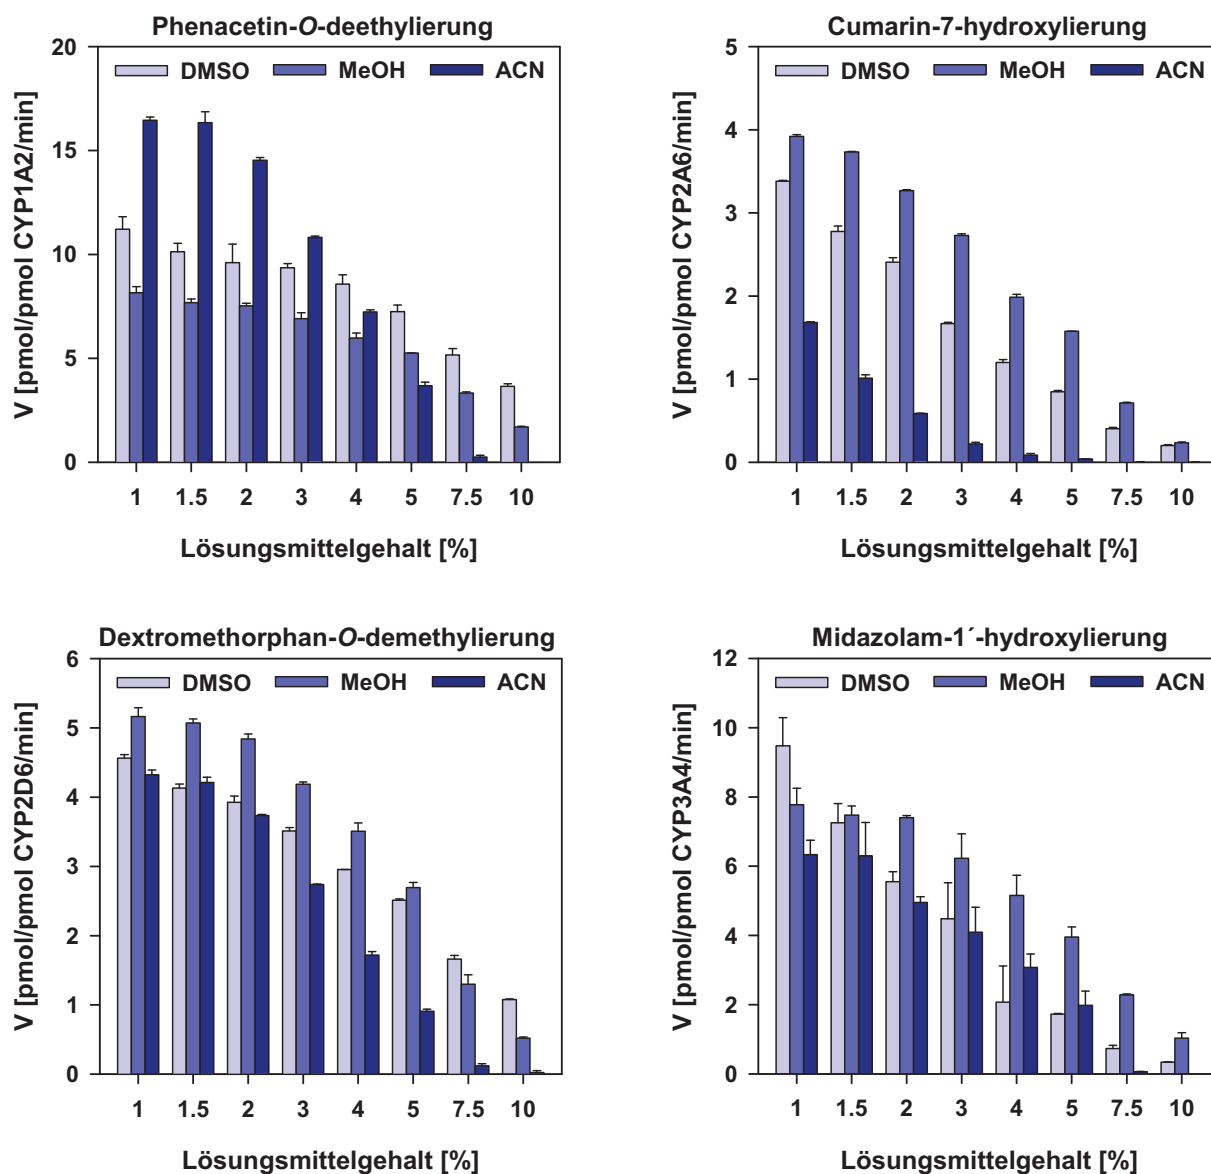 Phenacetin-O-deethylierung
DMSO MeOH ACN
V [pmol/pmol CYP1A2/min]
20
15
10
5
0
1 1.5 2 3 4 5 7.5 10
Lösungsmittelgehalt [%]
Cumarin-7-hydroxylierung
DMSO MeOH ACN
V [pmol/pmol CYP2A6/min]
5
4
3
2
1
0
1 1.5 2 3 4 5 7.5 10
Lösungsmittelgehalt [%]
Dextromethorphan-O-demethylierung
DMSO MeOH ACN
V [pmol/pmol CYP2D6/min]
6
5
4
3
2
1
0
1 1.5 2 3 4 5 7.5 10
Lösungsmittelgehalt [%]
Midazolam-1´-hydroxylierung
DMSO MeOH ACN
V [pmol/pmol CYP3A4/min]
12
10
8
6
4
2
0
1 1.5 2 3 4 5 7.5 10
Lösungsmittelgehalt [%]